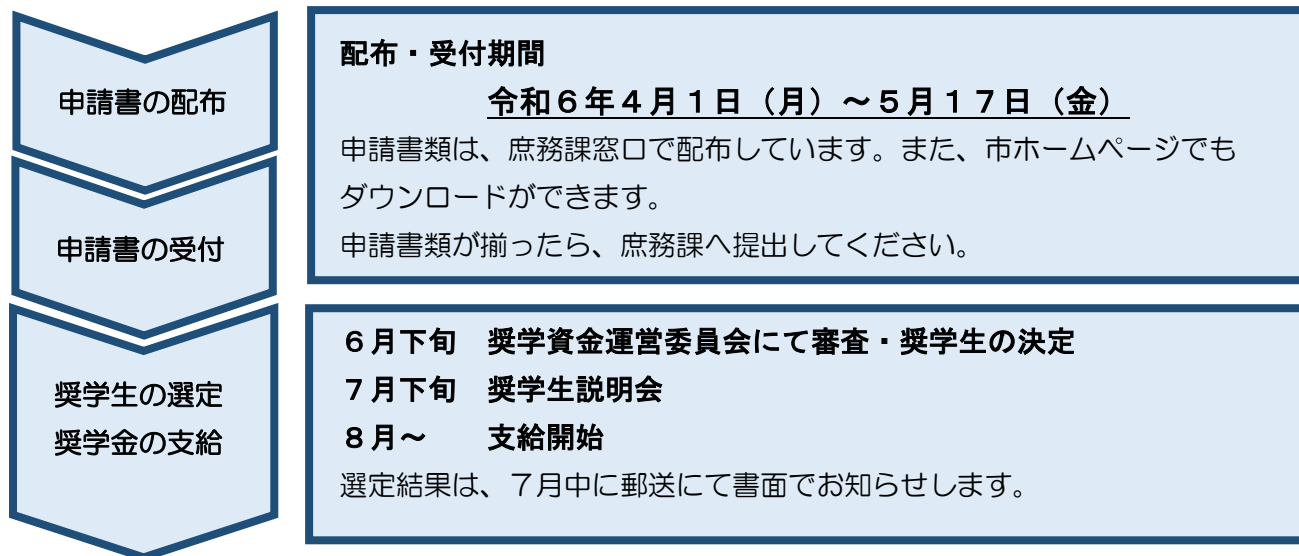 申請書の配布
配布・受付期間
令和６年４月１日（月）～５月１７日（金）
申請書類は、庶務課窓口で配布しています。また、市ホームページでも
ダウンロードができます。
申請書類が揃ったら、庶務課へ提出してください。
申請書の受付
奨学生の選定
奨学金の支給
６月下旬　奨学資金運営委員会にて審査・奨学生の決定
７月下旬　奨学生説明会
８月～　　支給開始
選定結果は、７月中に郵送にて書面でお知らせします。